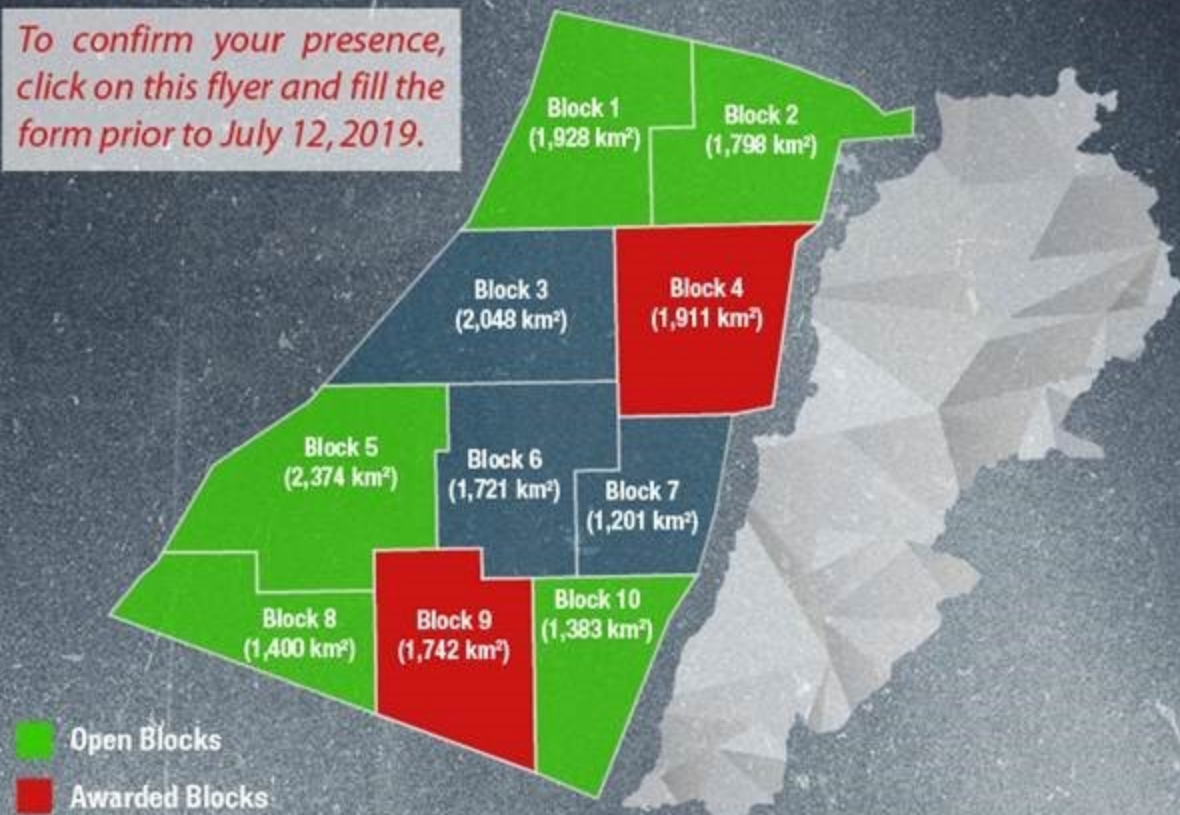 To confirm your presence,
click on this flyer and fill the
form prior to July 12, 2019.
Block 1
(1,928 km²)
Block 2
(1,798 km²)
Block 3
(2,048 km²)
Block 4
(1,911 km²)
Block 5
(2,374 km²)
Block 6
(1,721 km²)
Block 7
(1,201 km²)
Block 8
(1,400 km²)
Block 9
(1,742 km²)
Block 10
(1,383 km²)
Open Blocks
Awarded Blocks